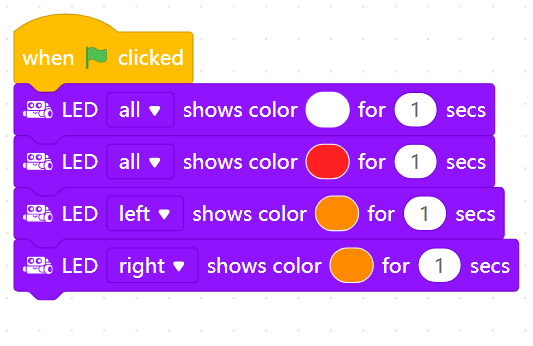 when clicked
LED all shows color for 1 secs
LED all shows color for 1 secs
LED left shows color for 1 secs
LED right shows color for 1 secs